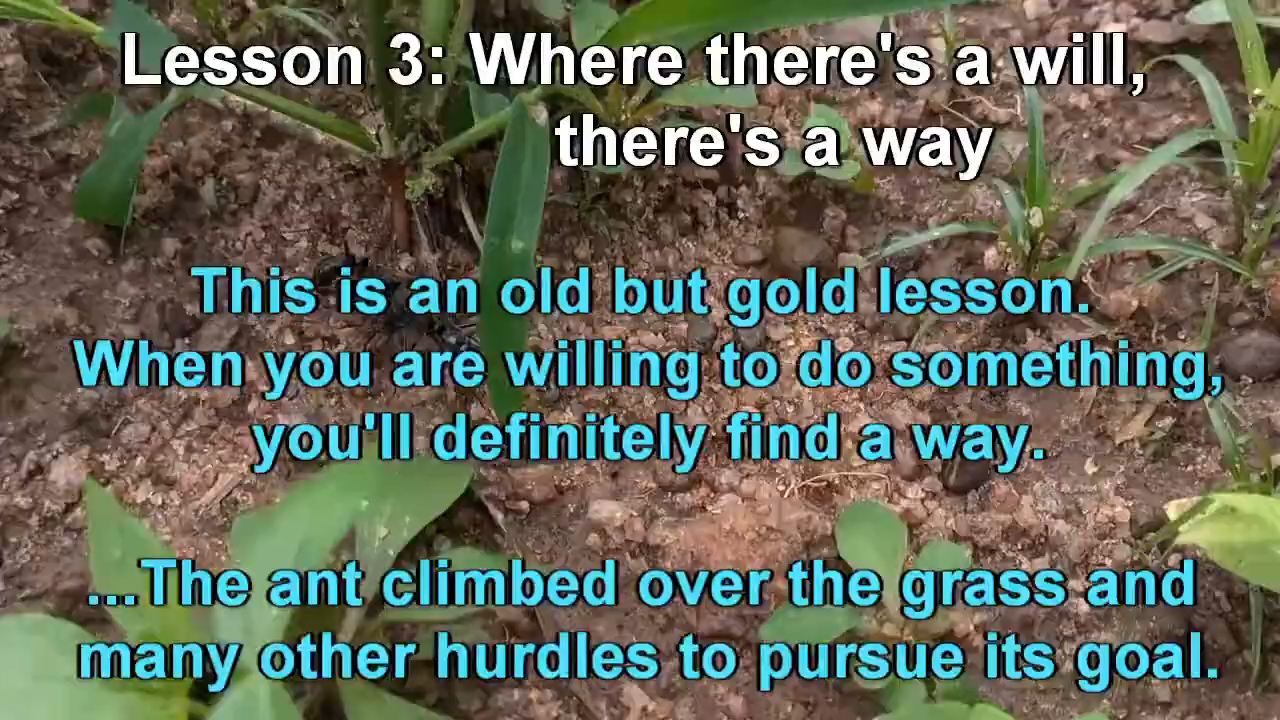 Lesson 3: Where there's a will,
there's a way
This is an old but gold lesson.
When you are willing to do something,
you'll definitely find a way.
...The ant climbed over the grass and
many other hurdles to pursue its goal.